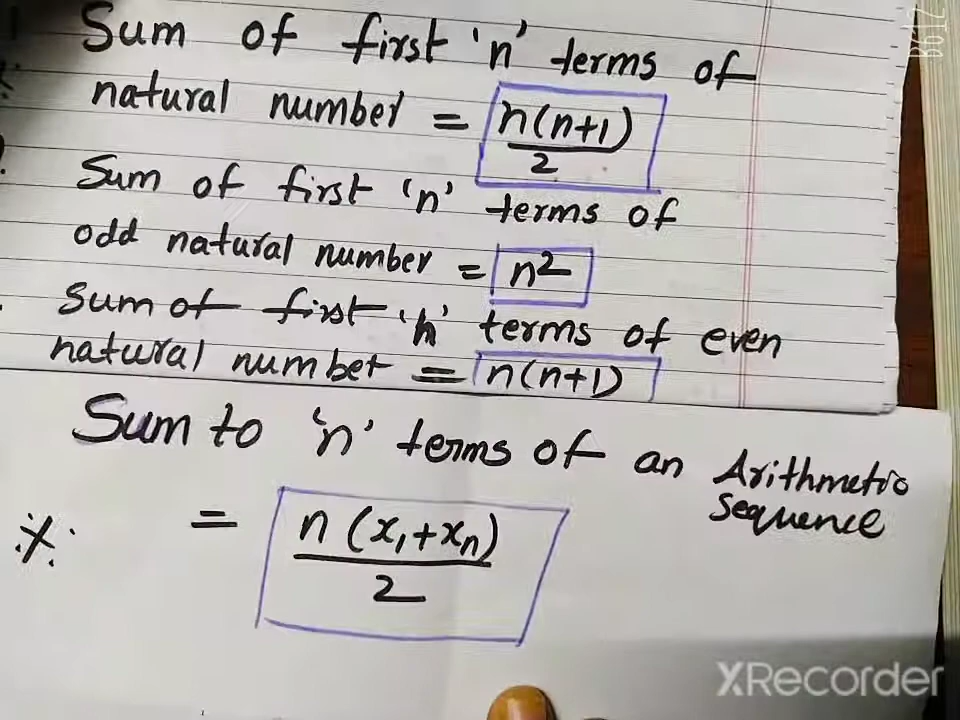 Sum of first 'n' terms of
natural number = n(n+1)/2
Sum of first 'n' terms of
odd natural number = n²
Sum of first 'n' terms of even
natural number = n(n+1)
Sum to 'n' terms of an Arithmetic
sequence
= n(x₁+xₙ)/2
XRecorder